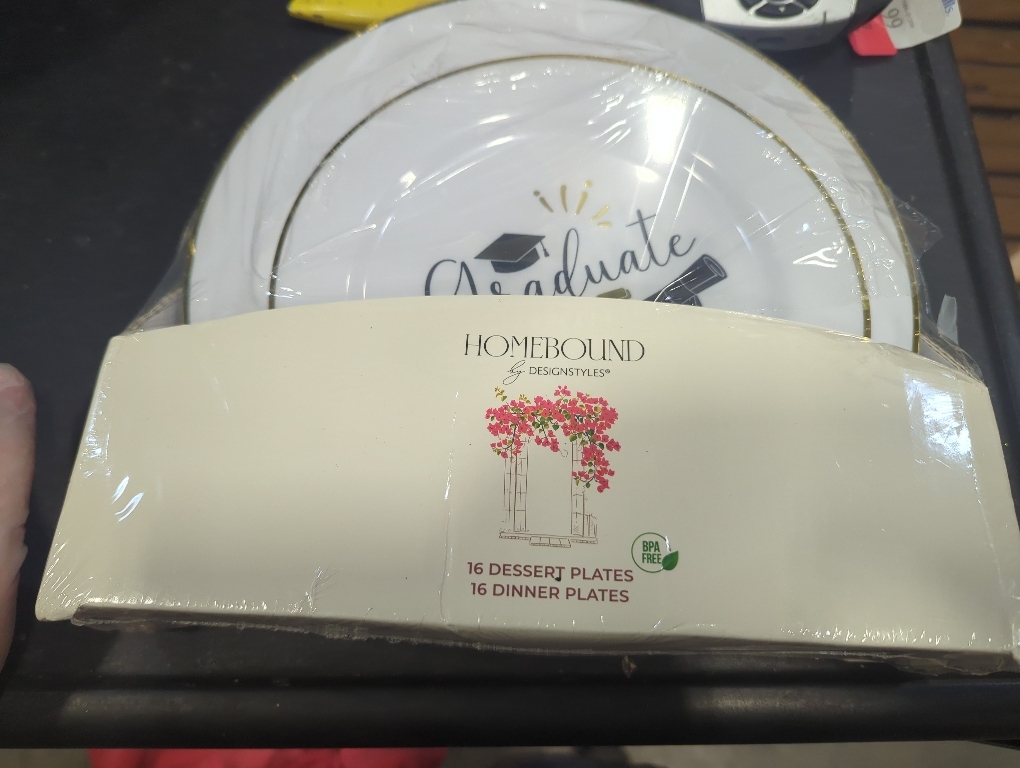 Graduate
HOMEBOUND
by DESIGNSTYLES®
BPA
FREE
16 DESSERT PLATES
16 DINNER PLATES